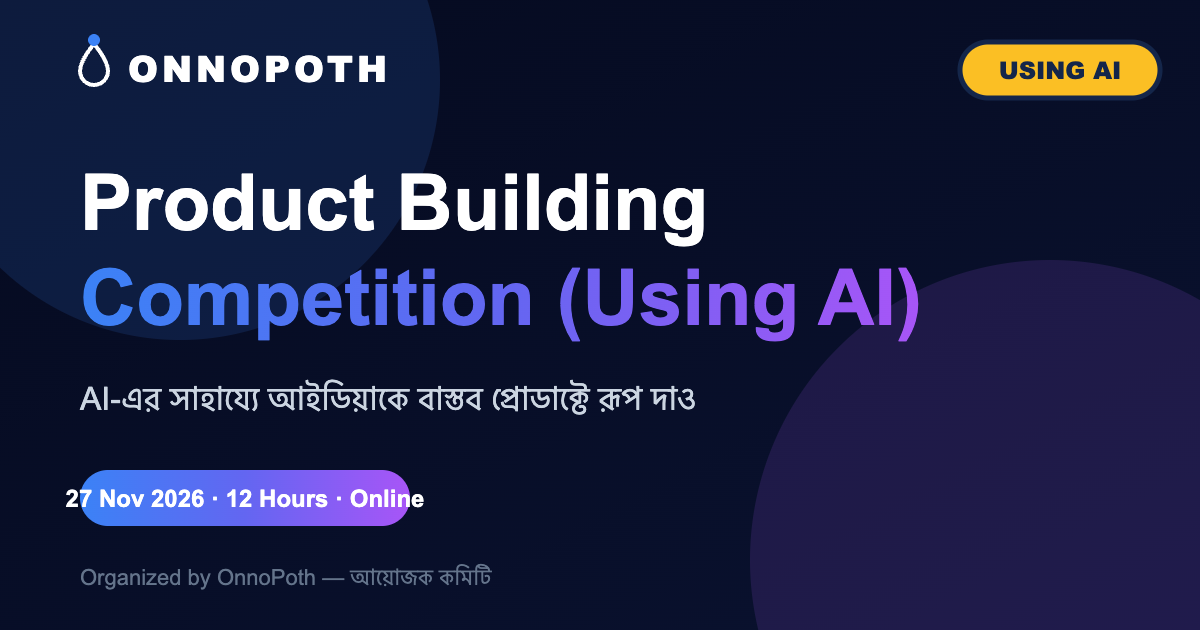 ONNOPOTH
USING AI
Product Building
Competition (Using AI)
AI-এর সাহায্যে আইডিয়াকে বাস্তব প্রোডাক্টে রূপ দাও
27 Nov 2026 · 12 Hours · Online
Organized by OnnoPoth — আয়োজক কমিটি